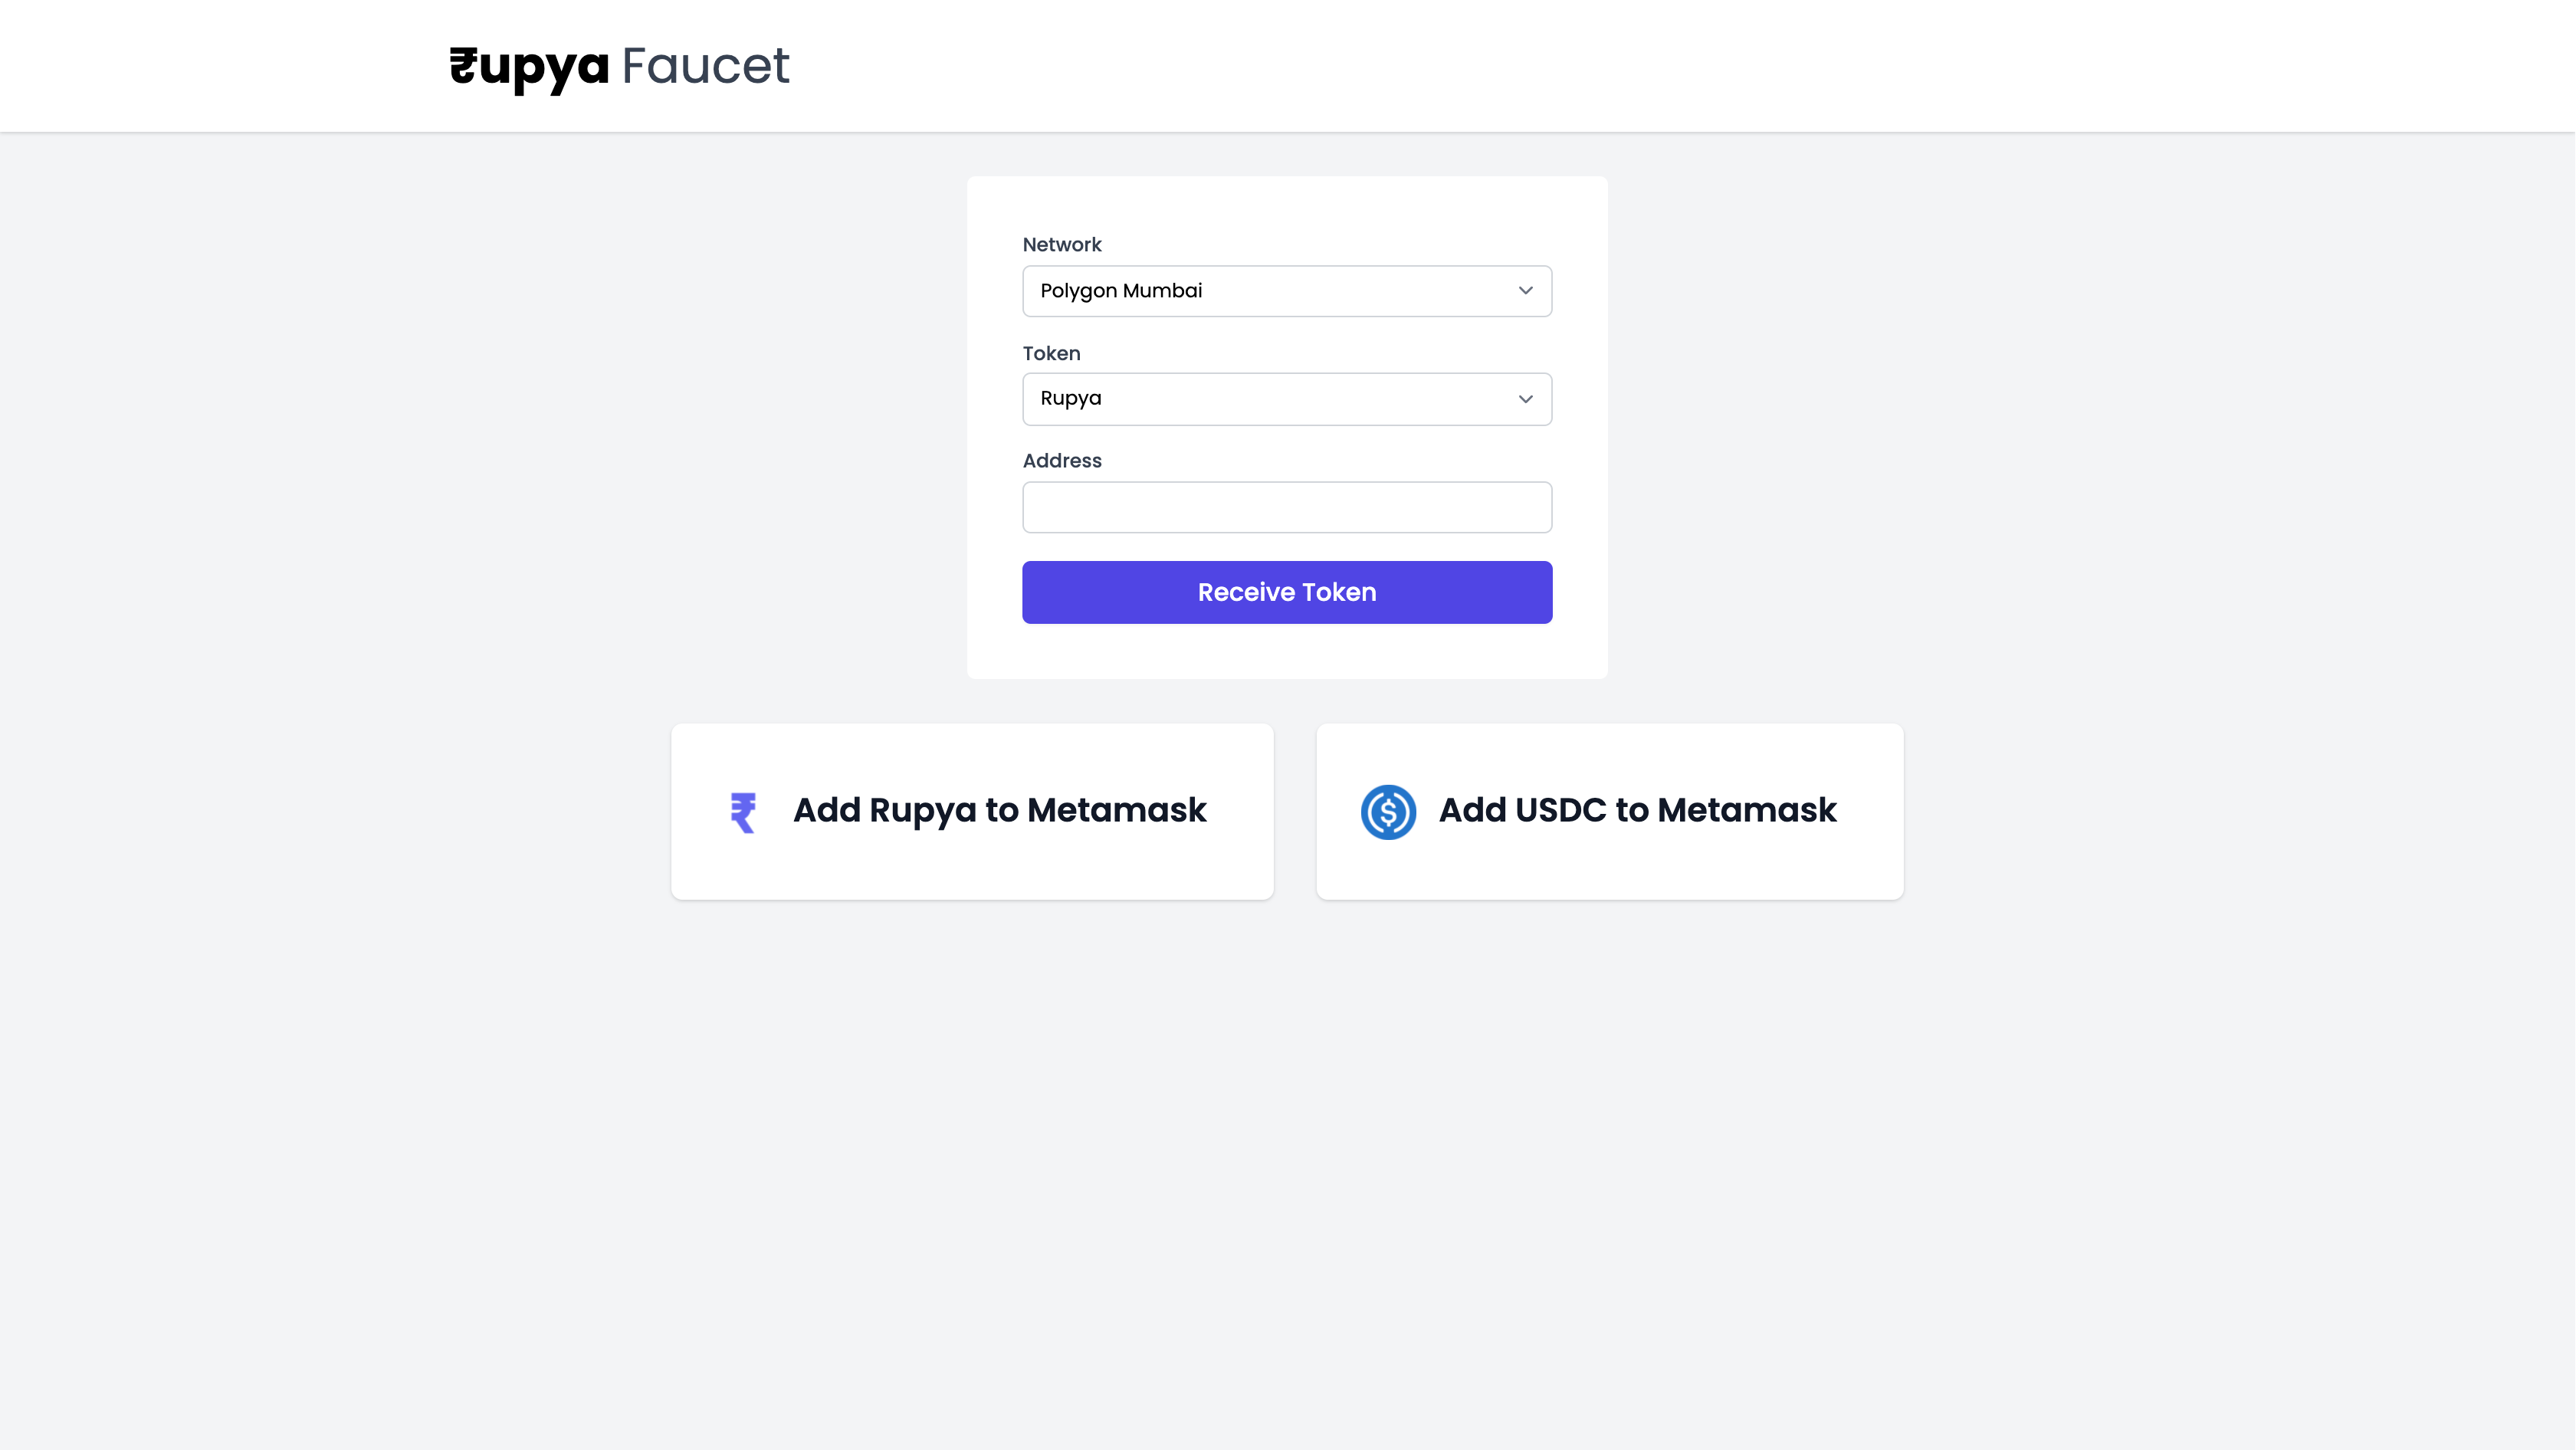 ₹upya Faucet
Network
Polygon Mumbai
Token
Rupya
Address
Receive Token
₹ Add Rupya to Metamask
$ Add USDC to Metamask